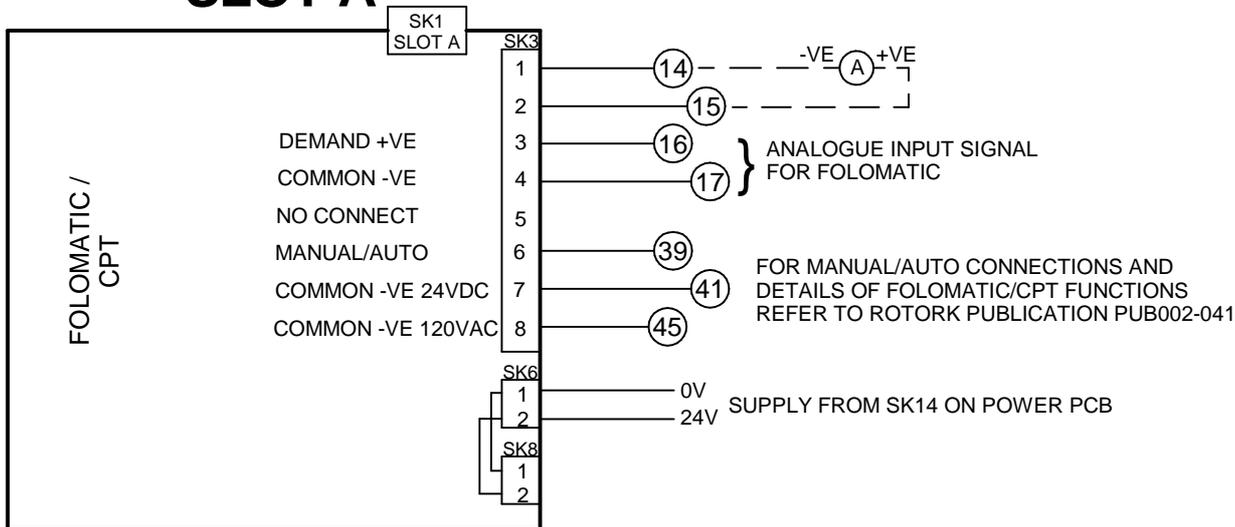 SLOT A
SK1
SLOT A
SK3
1
14
-VE
A
+VE
2
15
DEMAND +VE
3
16
COMMON -VE
4
17
ANALOGUE INPUT SIGNAL
FOR FOLOMATIC
NO CONNECT
5
MANUAL/AUTO
6
39
COMMON -VE 24VDC
7
41
COMMON -VE 120VAC
8
45
FOR MANUAL/AUTO CONNECTIONS AND
DETAILS OF FOLOMATIC/CPT FUNCTIONS
REFER TO ROTORK PUBLICATION PUB002-041
FOLOMATIC /
CPT
SK6
1
0V
2
24V
SUPPLY FROM SK14 ON POWER PCB
SK8
1
2